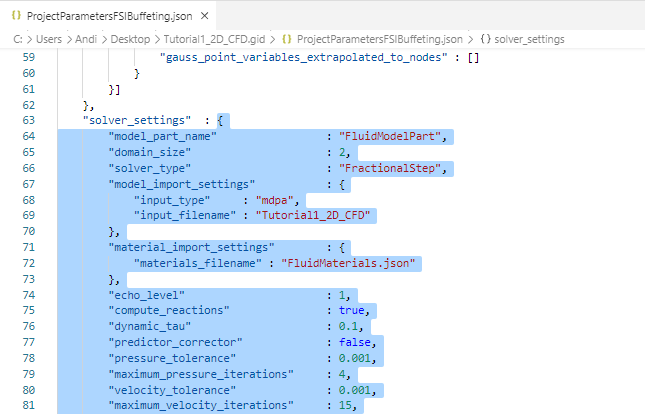 {} ProjectParametersFSIBuffeting.json ×
C: > Users > Andi > Desktop > Tutorial1_2D_CFD.gid > {} ProjectParametersFSIBuffeting.json > {} solver_settings
59 "gauss_point_variables_extrapolated_to_nodes" : []
60 }
61 }]
62 },
63 "solver_settings" : {
64 "model_part_name" : "FluidModelPart",
65 "domain_size" : 2,
66 "solver_type" : "FractionalStep",
67 "model_import_settings" : {
68 "input_type" : "mdpa",
69 "input_filename" : "Tutorial1_2D_CFD"
70 },
71 "material_import_settings" : {
72 "materials_filename" : "FluidMaterials.json"
73 },
74 "echo_level" : 1,
75 "compute_reactions" : true,
76 "dynamic_tau" : 0.1,
77 "predictor_corrector" : false,
78 "pressure_tolerance" : 0.001,
79 "maximum_pressure_iterations" : 4,
80 "velocity_tolerance" : 0.001,
81 "maximum_velocity_iterations" : 15,